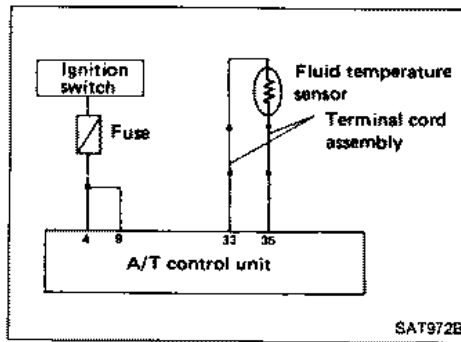 Ignition
switch
Fuse
Fluid temperature
sensor
Terminal cord
assembly
4 9 33 35
A/T control unit
SAT972B